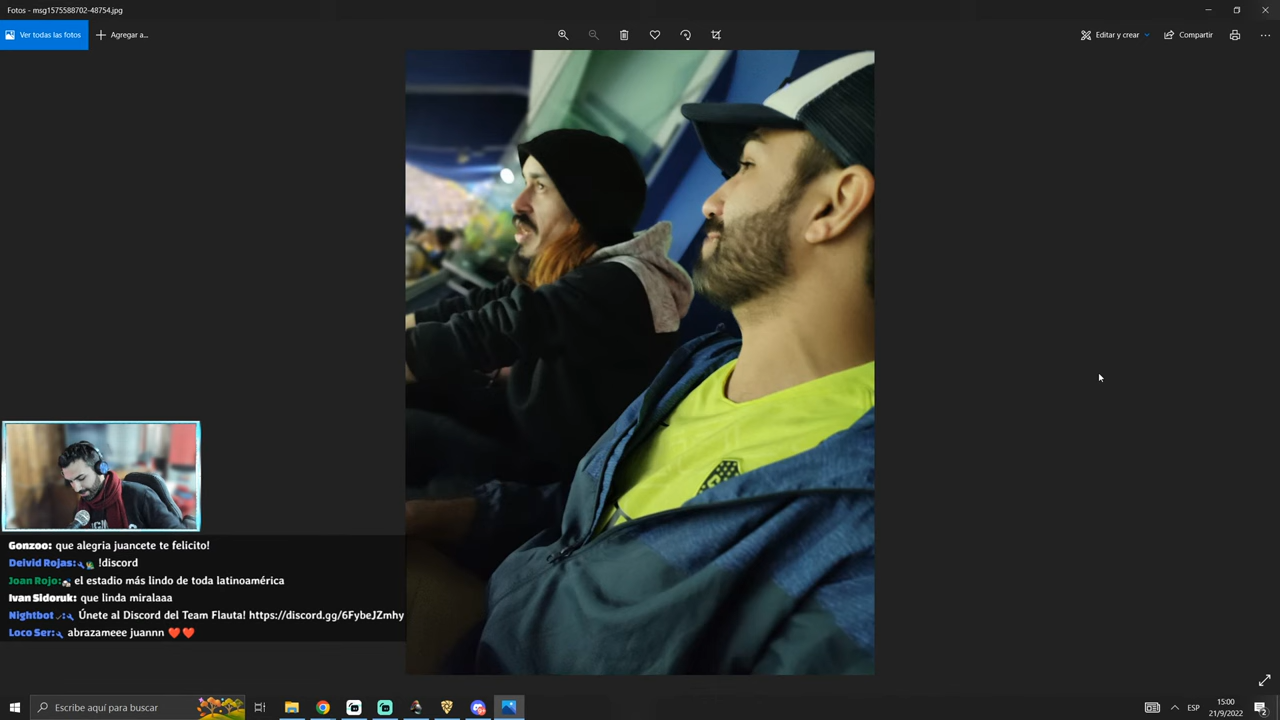 Fotos - msg1575588702-48754.jpg
Ver todas las fotos
Agregar a...
Editar y crear
Compartir
Gonzoo: que alegria juancete te felicito!
Deivid Rojas: !discord
Joan Rojo: el estadio más lindo de toda latinoamérica
Ivan Sidoruk: que linda miralaaa
Nightbot: Únete al Discord del Team Flauta! https://discord.gg/6FybeJZmhy
Loco Ser: abrazameee juannn ❤️❤️
Escribe aquí para buscar
ESP
15:00
21/9/2022
2